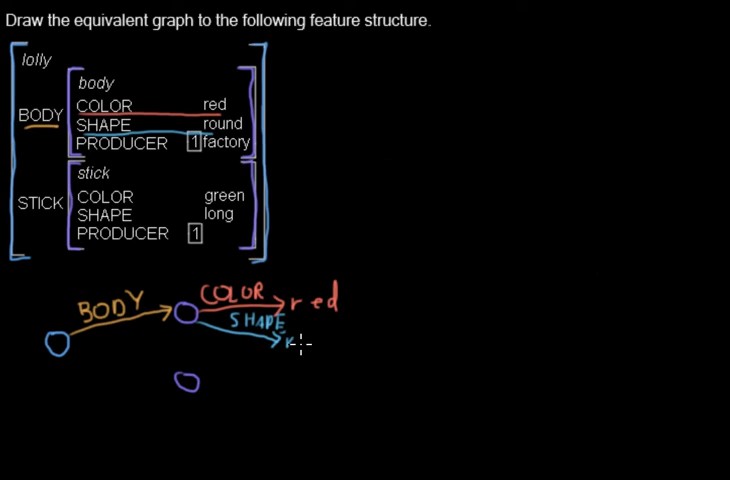 Draw the equivalent graph to the following feature structure.
lolly
body
COLOR red
BODY SHAPE round
PRODUCER 1 factory
stick
COLOR green
STICK SHAPE long
PRODUCER 1
BODY COLOR red
SHAPE r